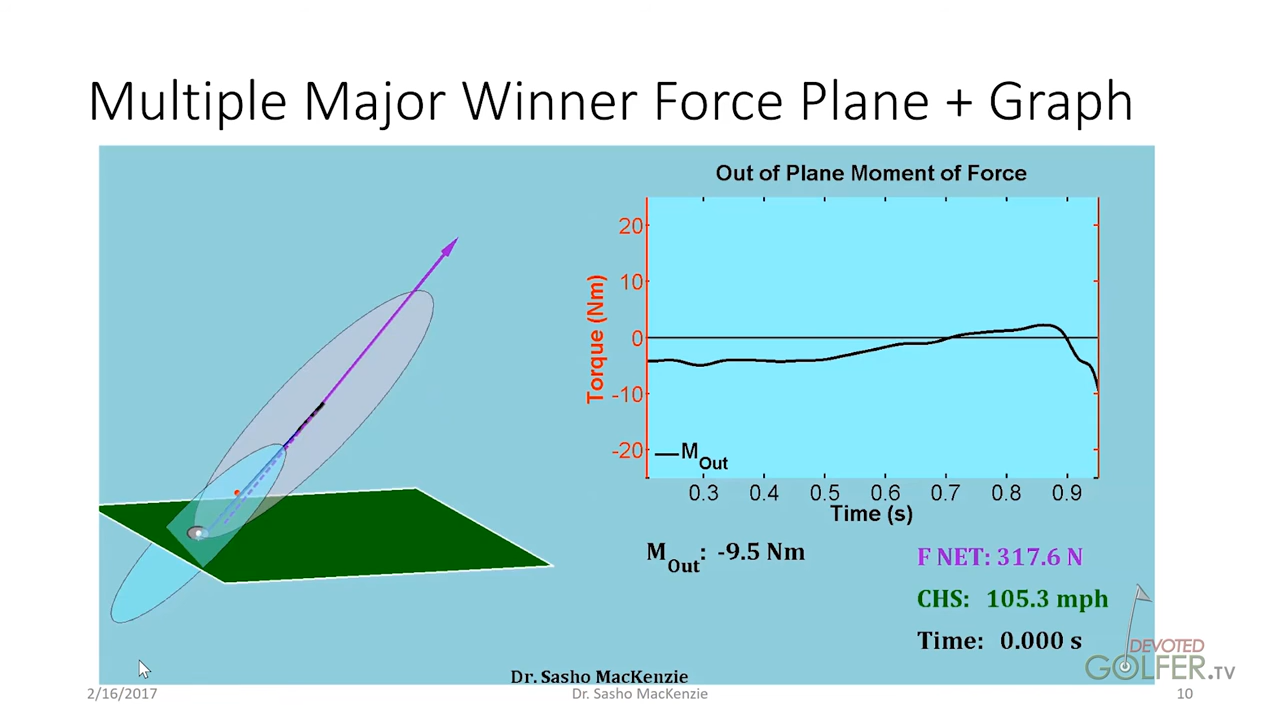 Multiple Major Winner Force Plane + Graph
Out of Plane Moment of Force
Torque (Nm)
20
10
0
-10
-20
M Out
0.3 0.4 0.5 0.6 0.7 0.8 0.9
Time (s)
M Out: -9.5 Nm
F NET: 317.6 N
CHS: 105.3 mph
Time: 0.000 s
DEVOTED
GOLFER.TV
Dr. Sasho MacKenzie
2/16/2017
Dr. Sasho MacKenzie
10